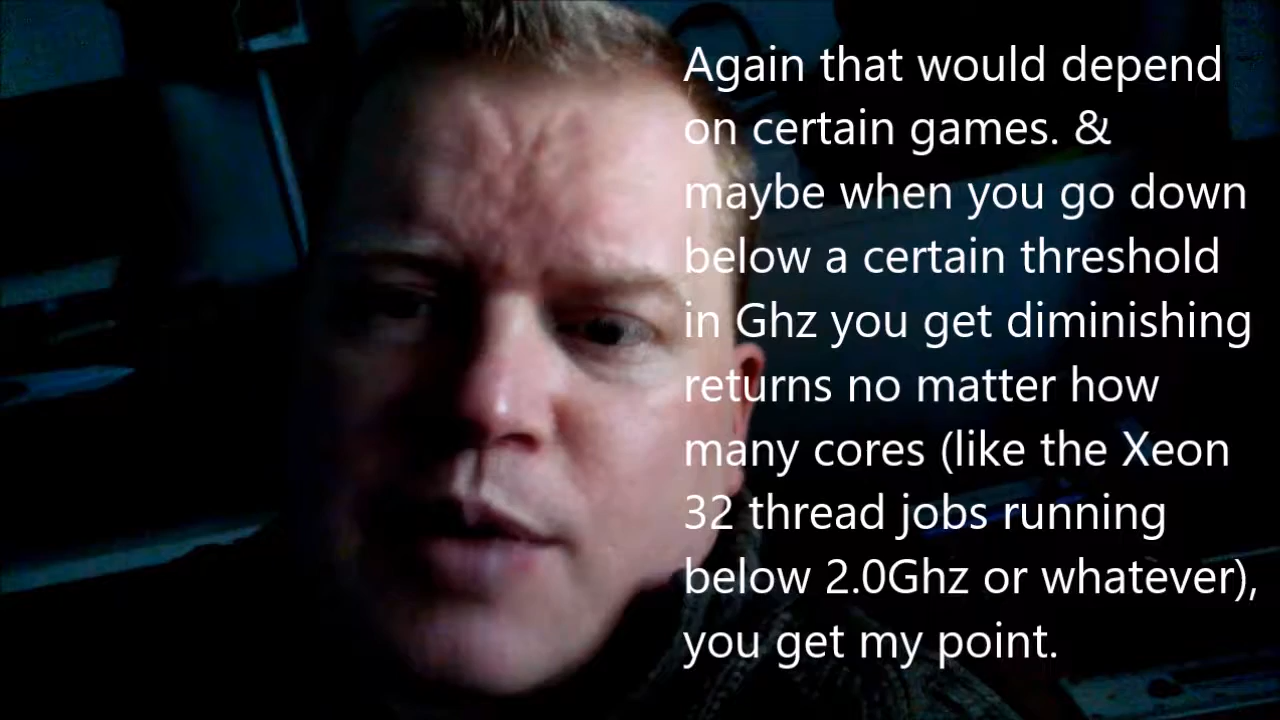 Again that would depend
on certain games. &
maybe when you go down
below a certain threshold
in Ghz you get diminishing
returns no matter how
many cores (like the Xeon
32 thread jobs running
below 2.0Ghz or whatever),
you get my point.